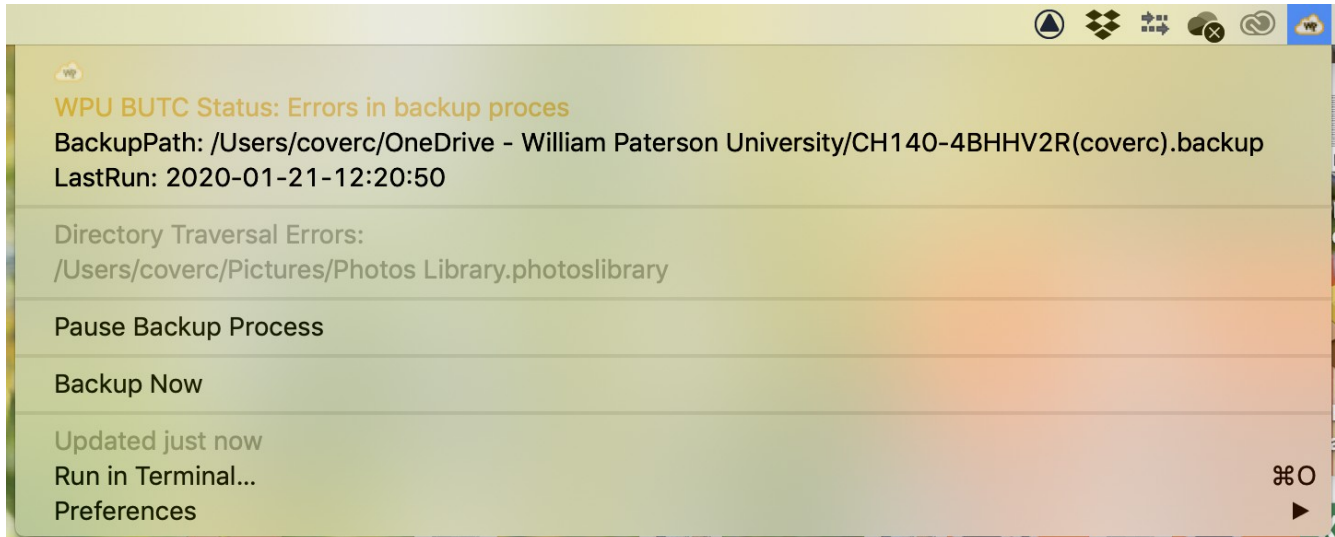 WP
WP
WPU BUTC Status: Errors in backup proces
BackupPath: /Users/coverc/OneDrive - William Paterson University/CH140-4BHHV2R(coverc).backup
LastRun: 2020-01-21-12:20:50
Directory Traversal Errors:
/Users/coverc/Pictures/Photos Library.photoslibrary
Pause Backup Process
Backup Now
Updated just now
Run in Terminal... ⌘O
Preferences ▶